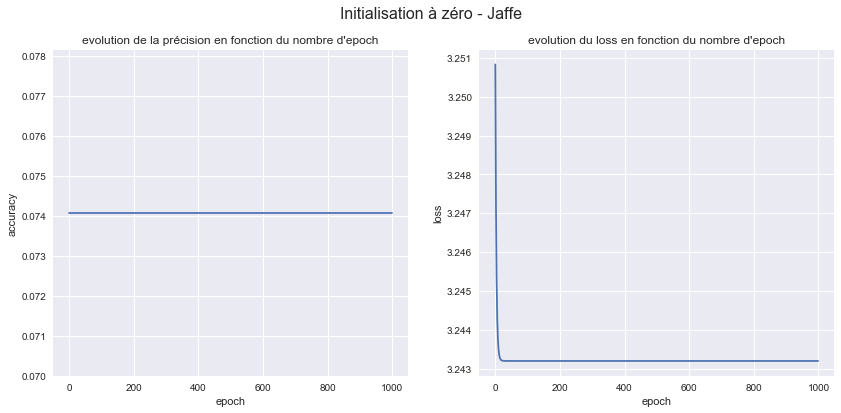 Initialisation à zéro - Jaffe
evolution de la précision en fonction du nombre d'epoch
0.078
0.077
0.076
0.075
0.074
0.073
0.072
0.071
0.070
accuracy
0 200 400 600 800 1000
epoch
evolution du loss en fonction du nombre d'epoch
3.251
3.250
3.249
3.248
3.247
3.246
3.245
3.244
3.243
loss
0 200 400 600 800 1000
epoch